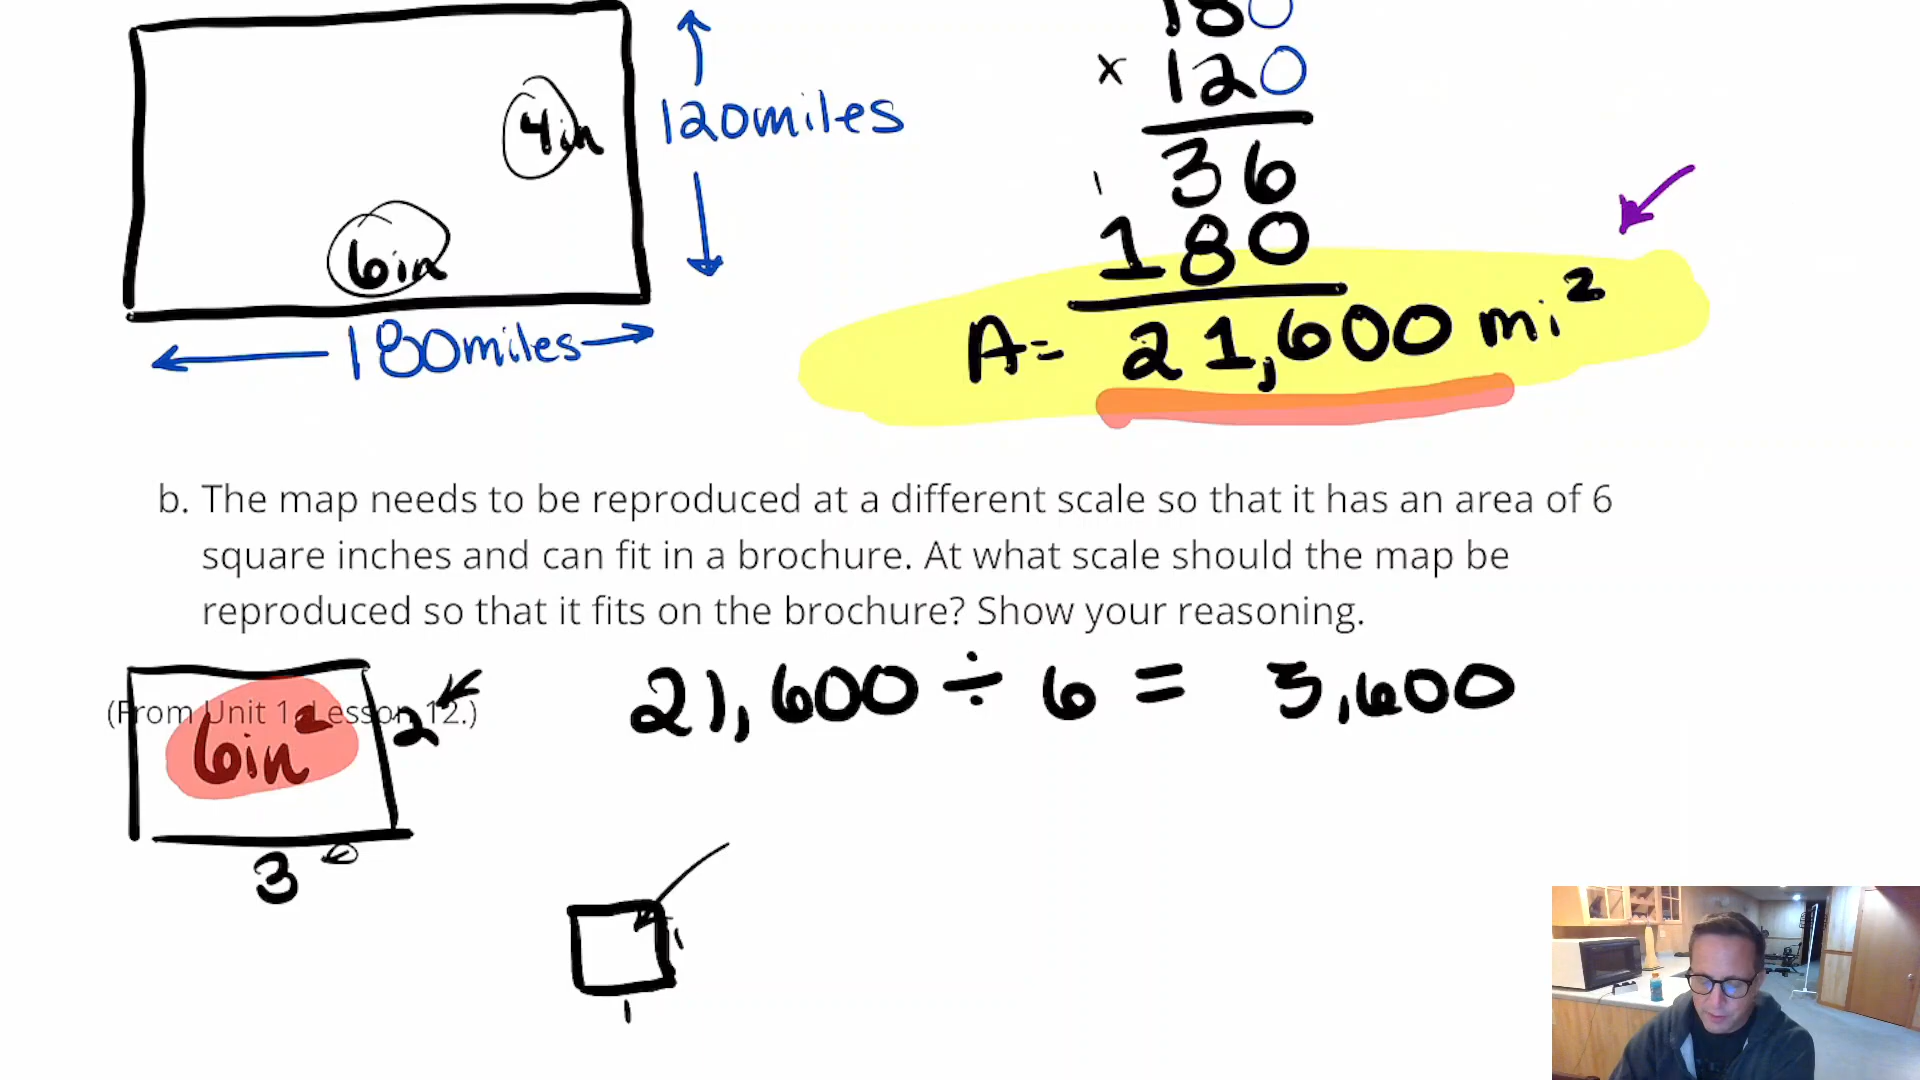 180
x 120
4in
120miles
36
1
180
6in
A= 21,600 mi²
180miles
b. The map needs to be reproduced at a different scale so that it has an area of 6
square inches and can fit in a brochure. At what scale should the map be
reproduced so that it fits on the brochure? Show your reasoning.
21,600 ÷ 6 = 3,600
(From Unit 1, Lesson 12.)
6in²
2
3
1
1